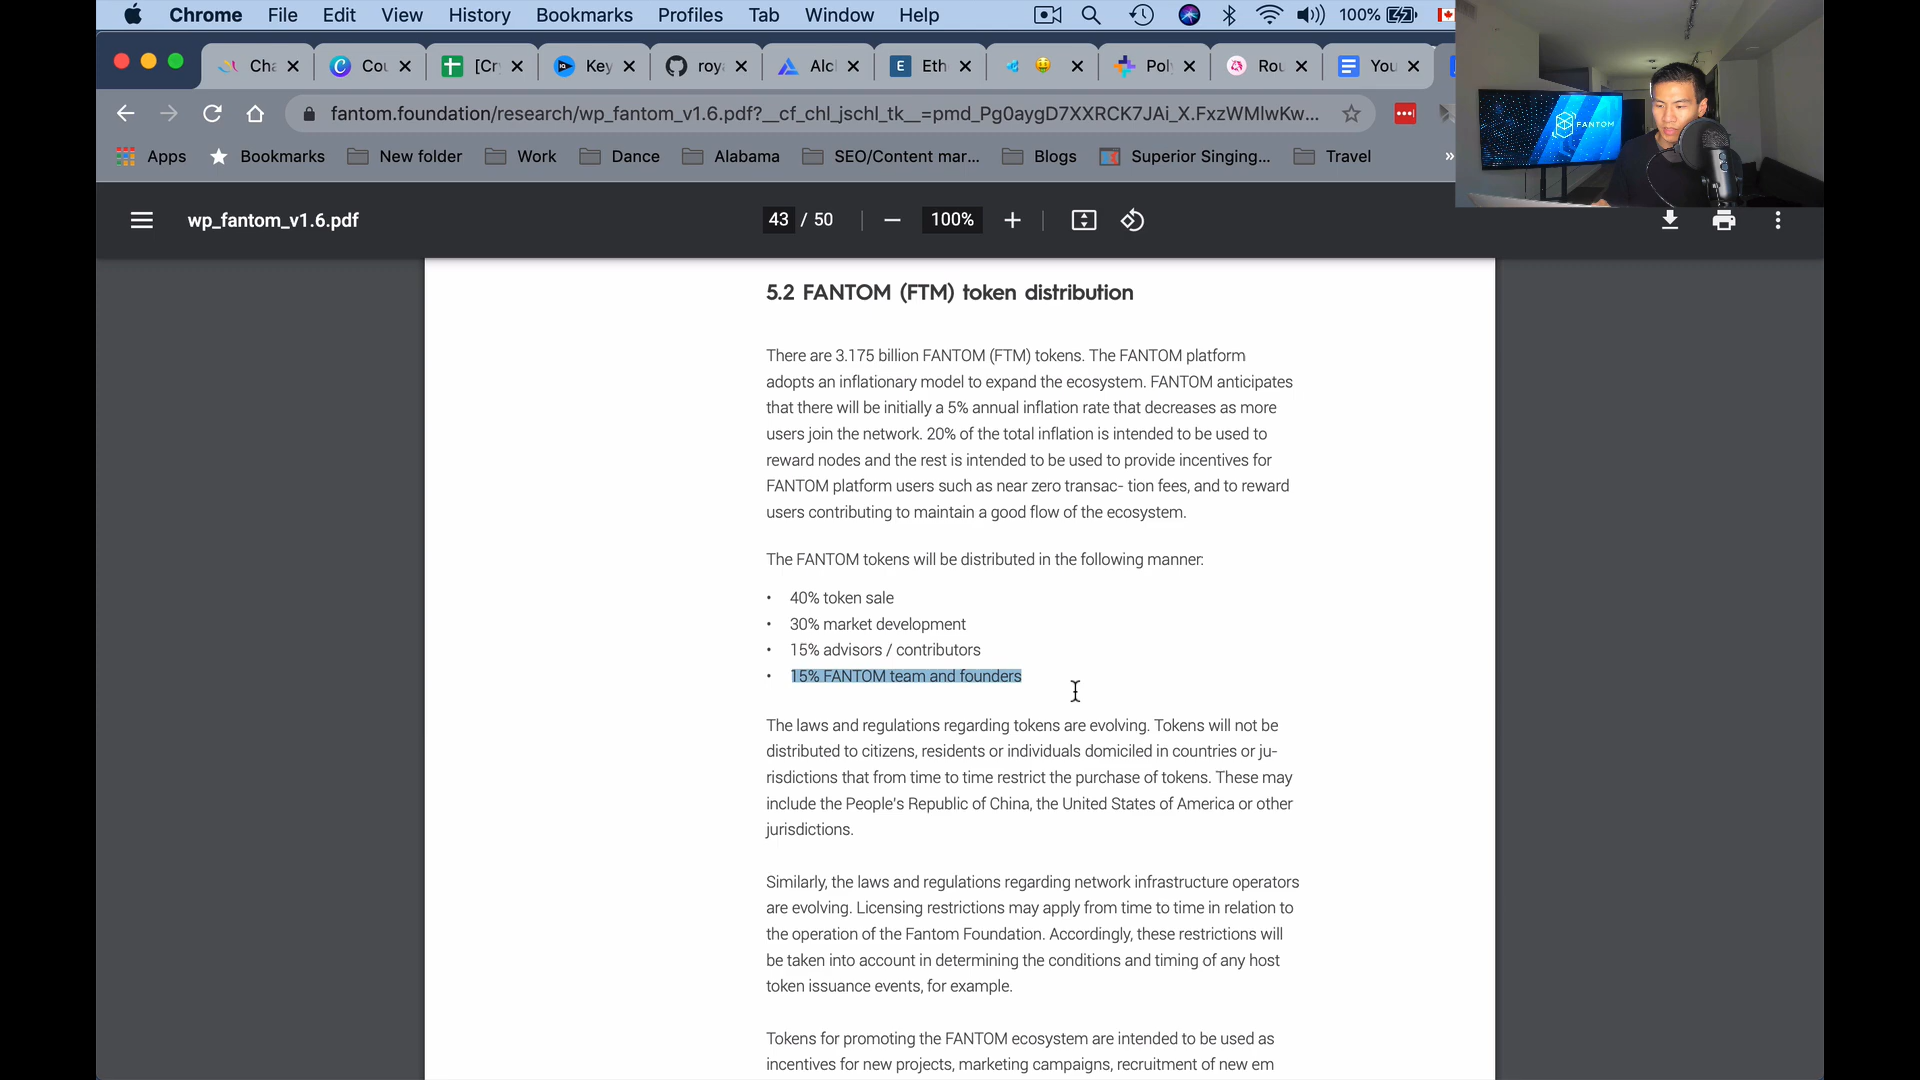 Chrome File Edit View History Bookmarks Profiles Tab Window Help 100%
Cha Cou [Cr Key roy Alc Eth Pol Rou You
fantom.foundation/research/wp_fantom_v1.6.pdf?__cf_chl_jschl_tk__=pmd_Pg0aygD7XXRCK7JAi_X.FxzWMlwKw...
Apps Bookmarks New folder Work Dance Alabama SEO/Content mar... Blogs Superior Singing... Travel »
FANTOM
wp_fantom_v1.6.pdf 43 / 50 100%
5.2 FANTOM (FTM) token distribution
There are 3.175 billion FANTOM (FTM) tokens. The FANTOM platform
adopts an inflationary model to expand the ecosystem. FANTOM anticipates
that there will be initially a 5% annual inflation rate that decreases as more
users join the network. 20% of the total inflation is intended to be used to
reward nodes and the rest is intended to be used to provide incentives for
FANTOM platform users such as near zero transac- tion fees, and to reward
users contributing to maintain a good flow of the ecosystem.
The FANTOM tokens will be distributed in the following manner:
• 40% token sale
• 30% market development
• 15% advisors / contributors
• 15% FANTOM team and founders
The laws and regulations regarding tokens are evolving. Tokens will not be
distributed to citizens, residents or individuals domiciled in countries or ju-
risdictions that from time to time restrict the purchase of tokens. These may
include the People's Republic of China, the United States of America or other
jurisdictions.
Similarly, the laws and regulations regarding network infrastructure operators
are evolving. Licensing restrictions may apply from time to time in relation to
the operation of the Fantom Foundation. Accordingly, these restrictions will
be taken into account in determining the conditions and timing of any host
token issuance events, for example.
Tokens for promoting the FANTOM ecosystem are intended to be used as
incentives for new projects, marketing campaigns, recruitment of new em